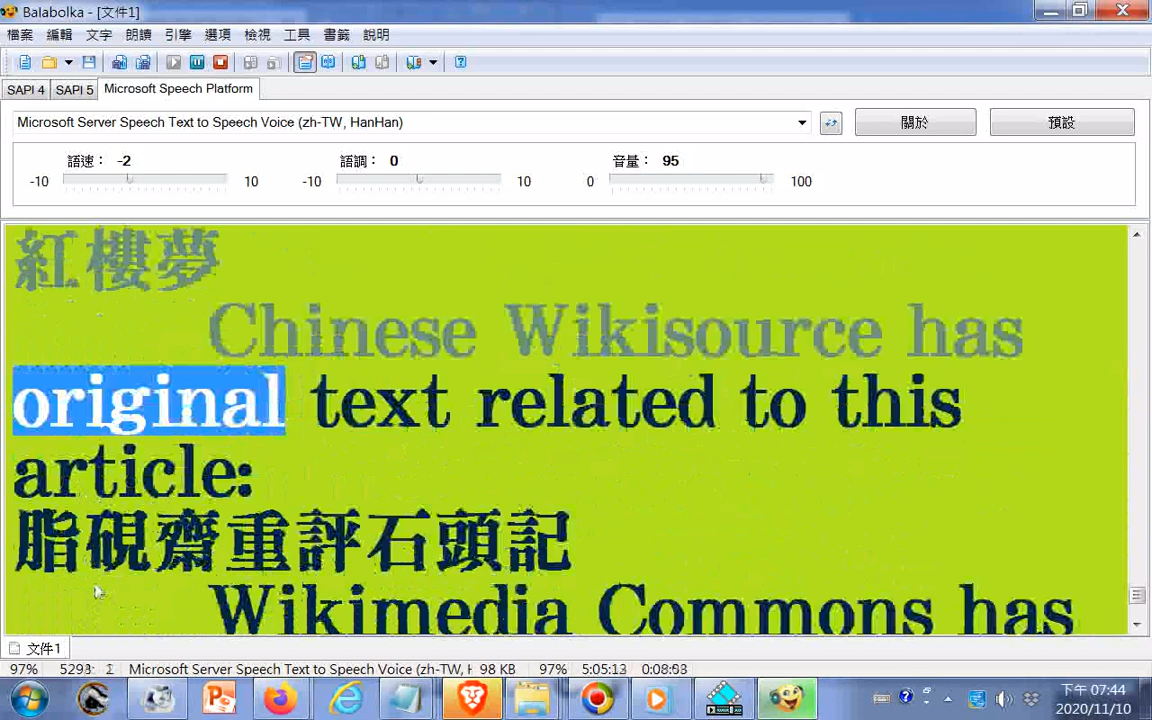 Balabolka - [文件1]
檔案 編輯 文字 朗讀 引擎 選項 檢視 工具 書籤 說明
SAPI 4 SAPI 5 Microsoft Speech Platform
Microsoft Server Speech Text to Speech Voice (zh-TW, HanHan) 關於 預設
語速： -2 語調： 0 音量： 95
-10 10 -10 10 0 100
紅樓夢
Chinese Wikisource has
original text related to this
article:
脂硯齋重評石頭記
Wikimedia Commons has
文件1
97% Microsoft Server Speech Text to Speech Voice (zh-TW, 98 KB 97% 5:05:13
下午 07:44
2020/11/10